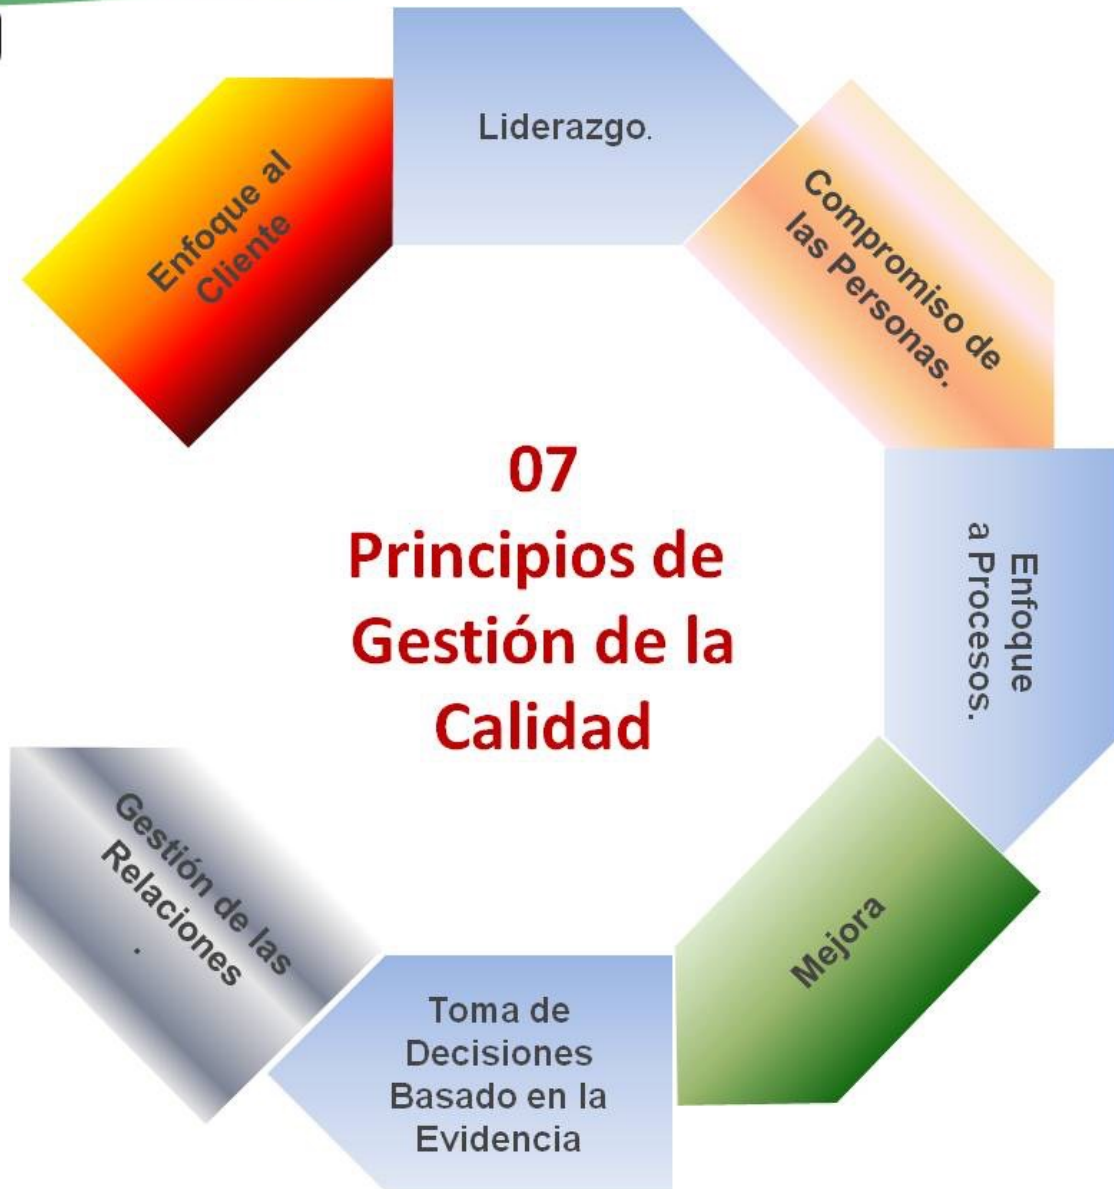 Enfoque al
Cliente
Liderazgo.
Compromiso de
las Personas.
Enfoque
a Procesos.
Mejora
Toma de
Decisiones
Basado en la
Evidencia
Gestión de las
Relaciones
.
07
Principios de
Gestión de la
Calidad